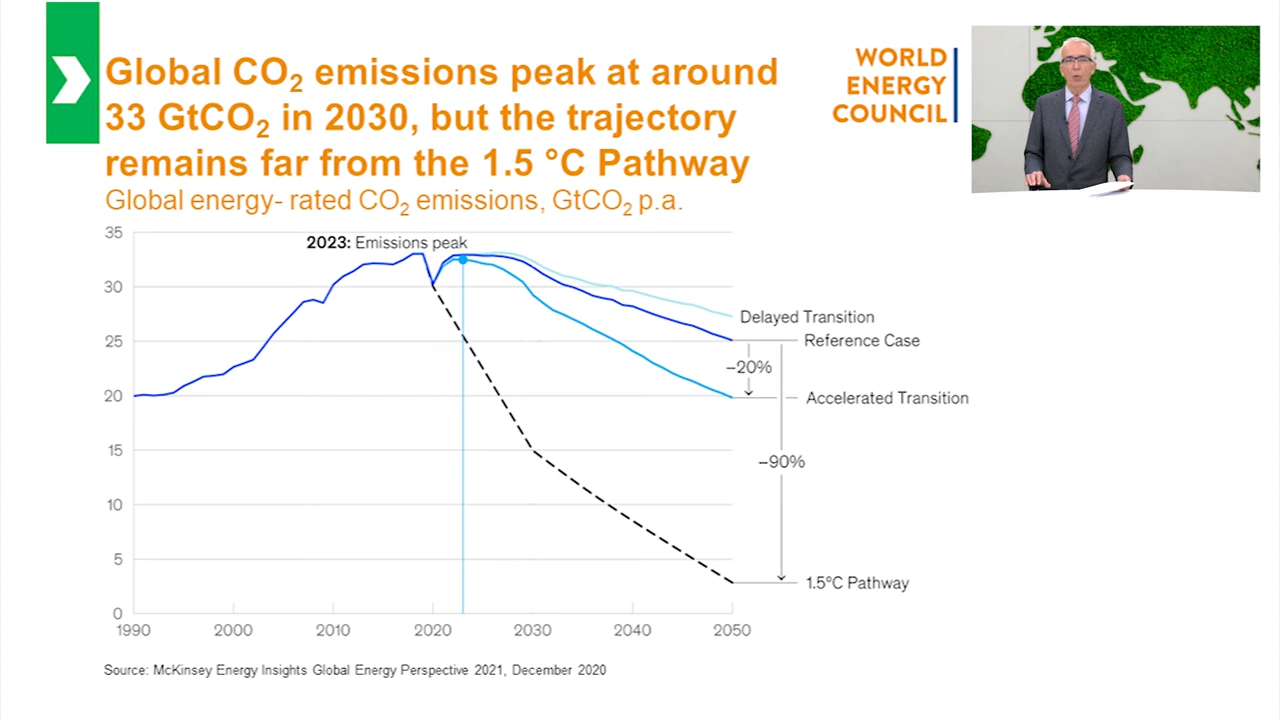 Global CO₂ emissions peak at around
33 GtCO₂ in 2030, but the trajectory
remains far from the 1.5 °C Pathway
Global energy- rated CO₂ emissions, GtCO₂ p.a.
WORLD
ENERGY
COUNCIL
35
2023: Emissions peak
30
Delayed Transition
25
Reference Case
–20%
20
Accelerated Transition
15
–90%
10
5
1.5°C Pathway
0
1990 2000 2010 2020 2030 2040 2050
Source: McKinsey Energy Insights Global Energy Perspective 2021, December 2020